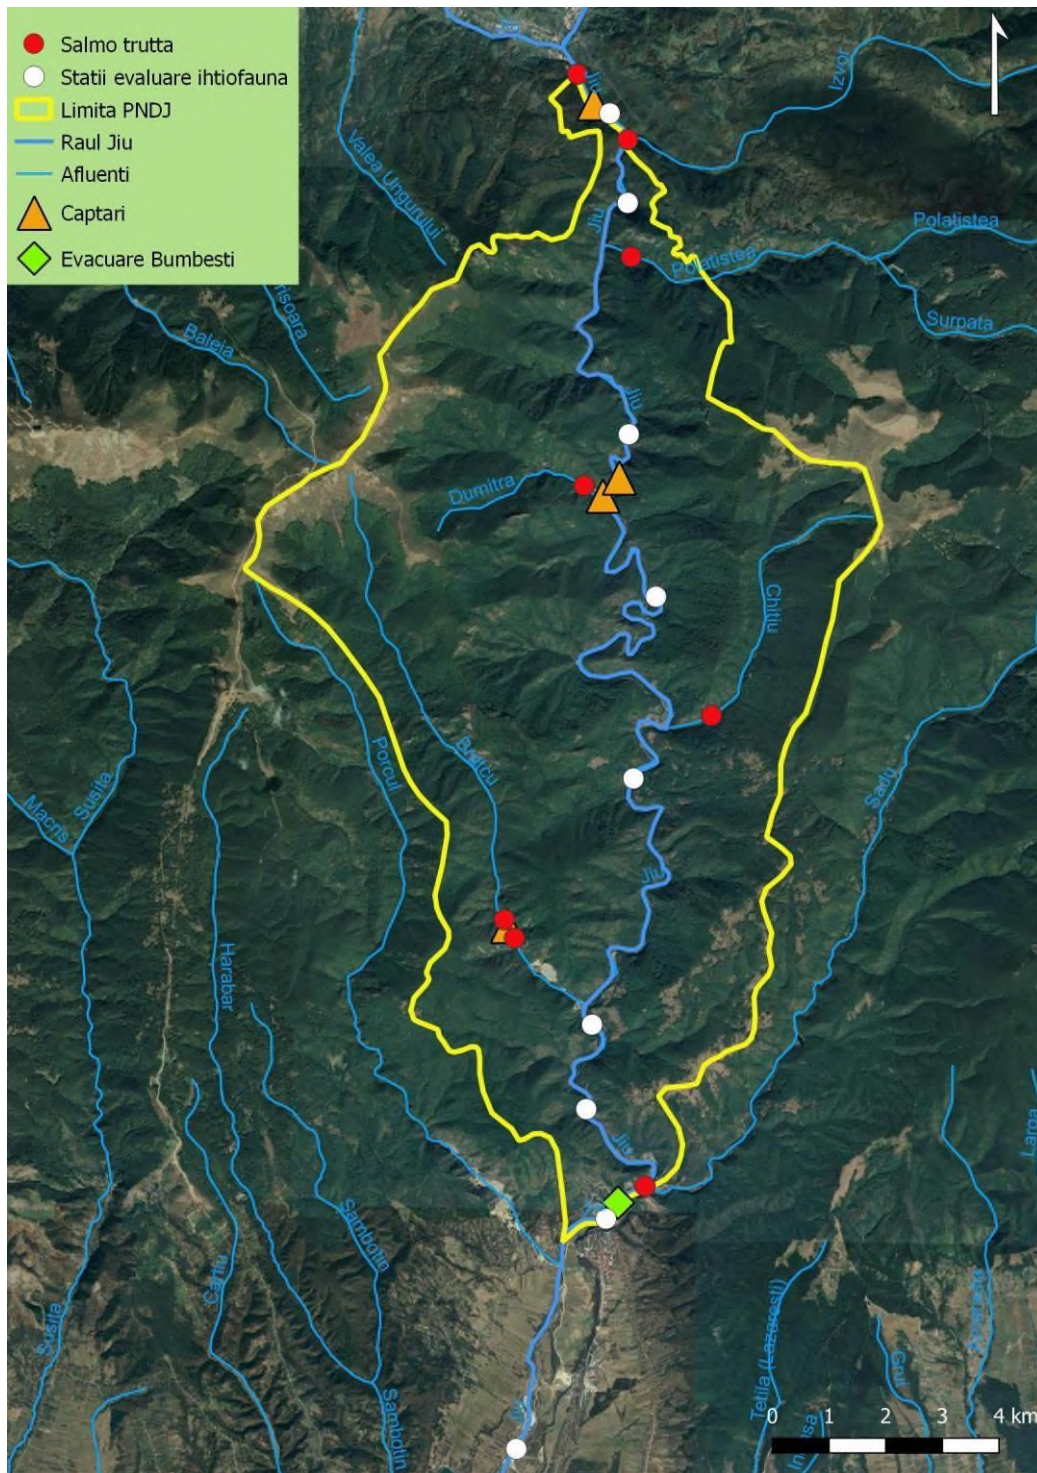 Salmo trutta
Statii evaluare ihtiofauna
Limita PNDJ
Raul Jiu
Afluenti
Captari
Evacuare Bumbesti
Jiu
Izvor
Valea Ungurului
Jiu
Polatistea
Polatistea
Surpata
Baleia
Jiu
Dumitra
Chitiu
Porcul
Bratcu
Sadu
Susita
Macris
Jiu
Harabar
Jiu
Larga
Sambotin
Cartiu
Susita
Tetila (Lazaresti)
Sambotin
0 1 2 3 4 km